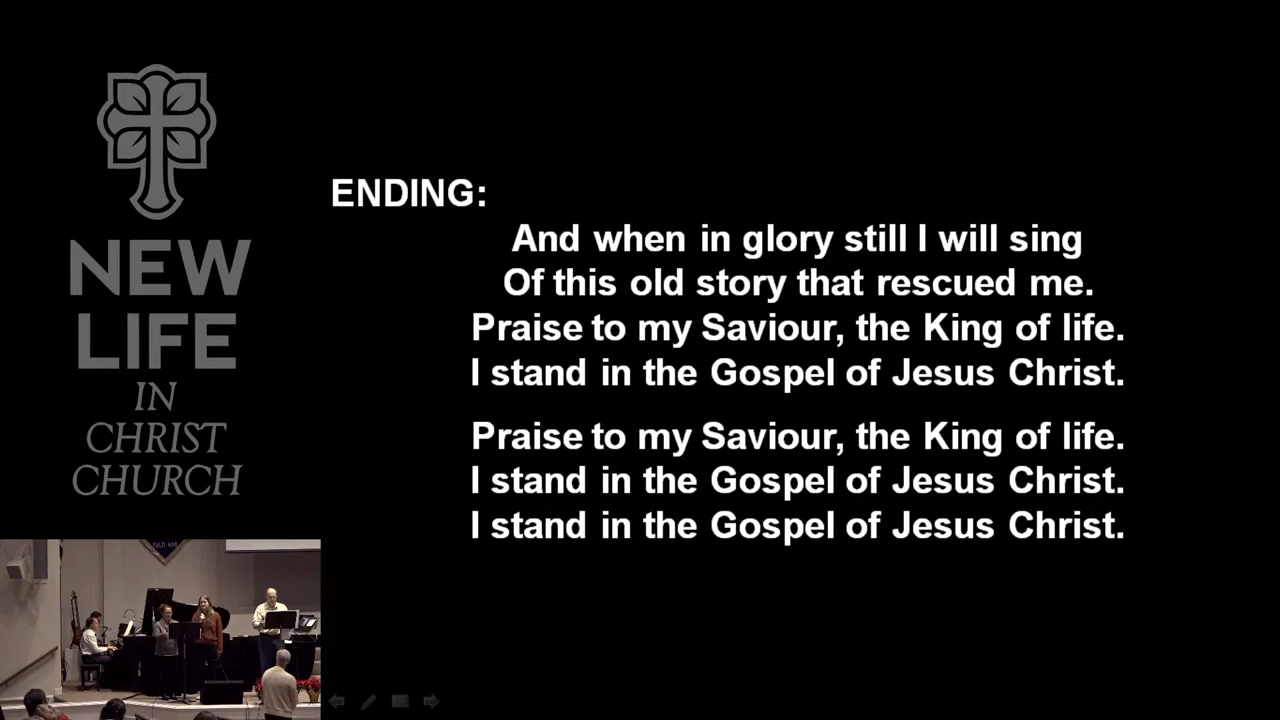 NEW
LIFE
IN
CHRIST
CHURCH
ENDING:
And when in glory still I will sing
Of this old story that rescued me.
Praise to my Saviour, the King of life.
I stand in the Gospel of Jesus Christ.
Praise to my Saviour, the King of life.
I stand in the Gospel of Jesus Christ.
I stand in the Gospel of Jesus Christ.